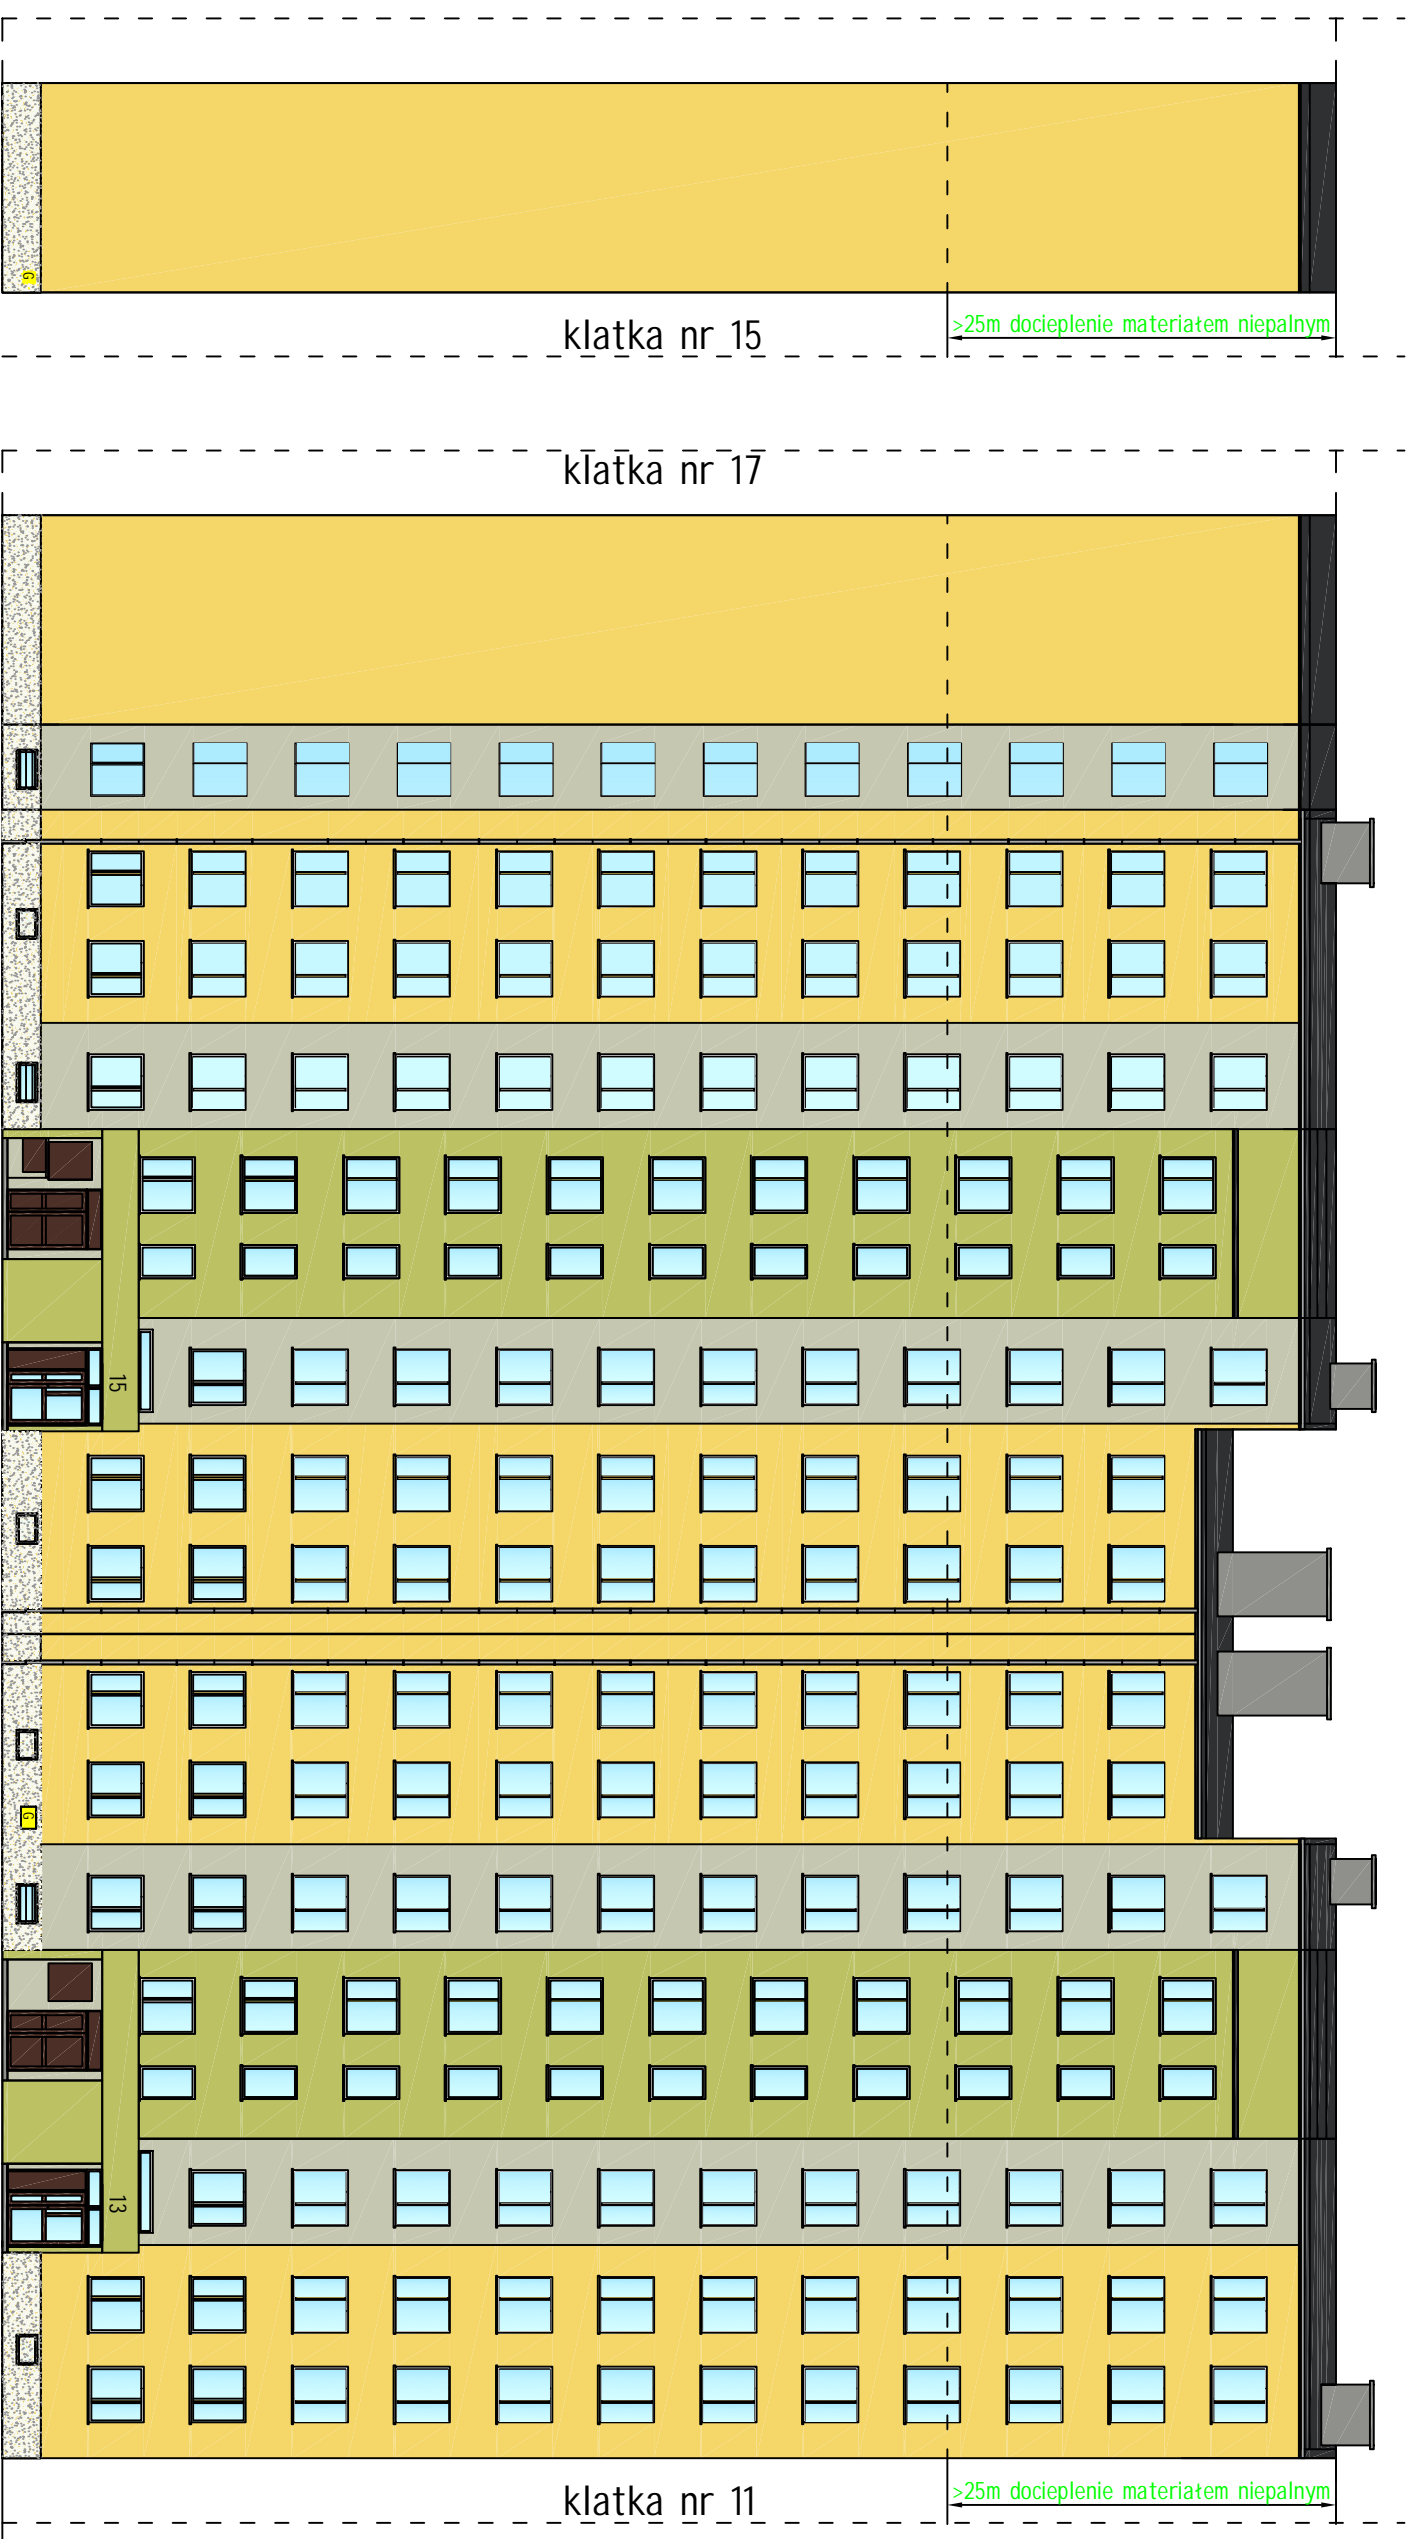 G
klatka nr 15
>25m docieplenie materiałem niepalnym
klatka nr 17
15
G
13
klatka nr 11
>25m docieplenie materiałem niepalnym